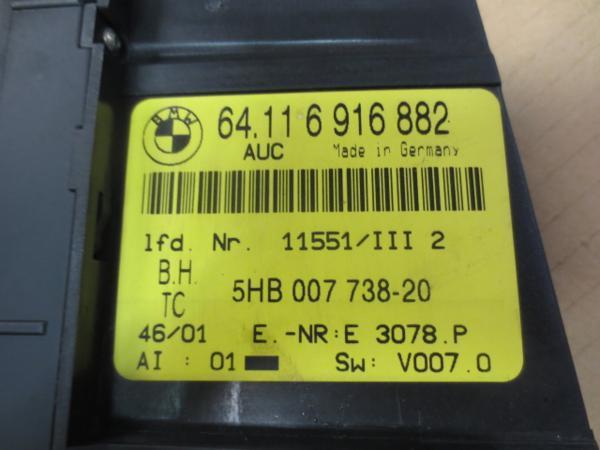 BMW
64.11 6 916 882
AUC Made in Germany
lfd. Nr. 11551/III 2
B.H.
TC 5HB 007 738-20
46/01 E.-NR:E 3078.P
AI : 01 Sw: V007.0